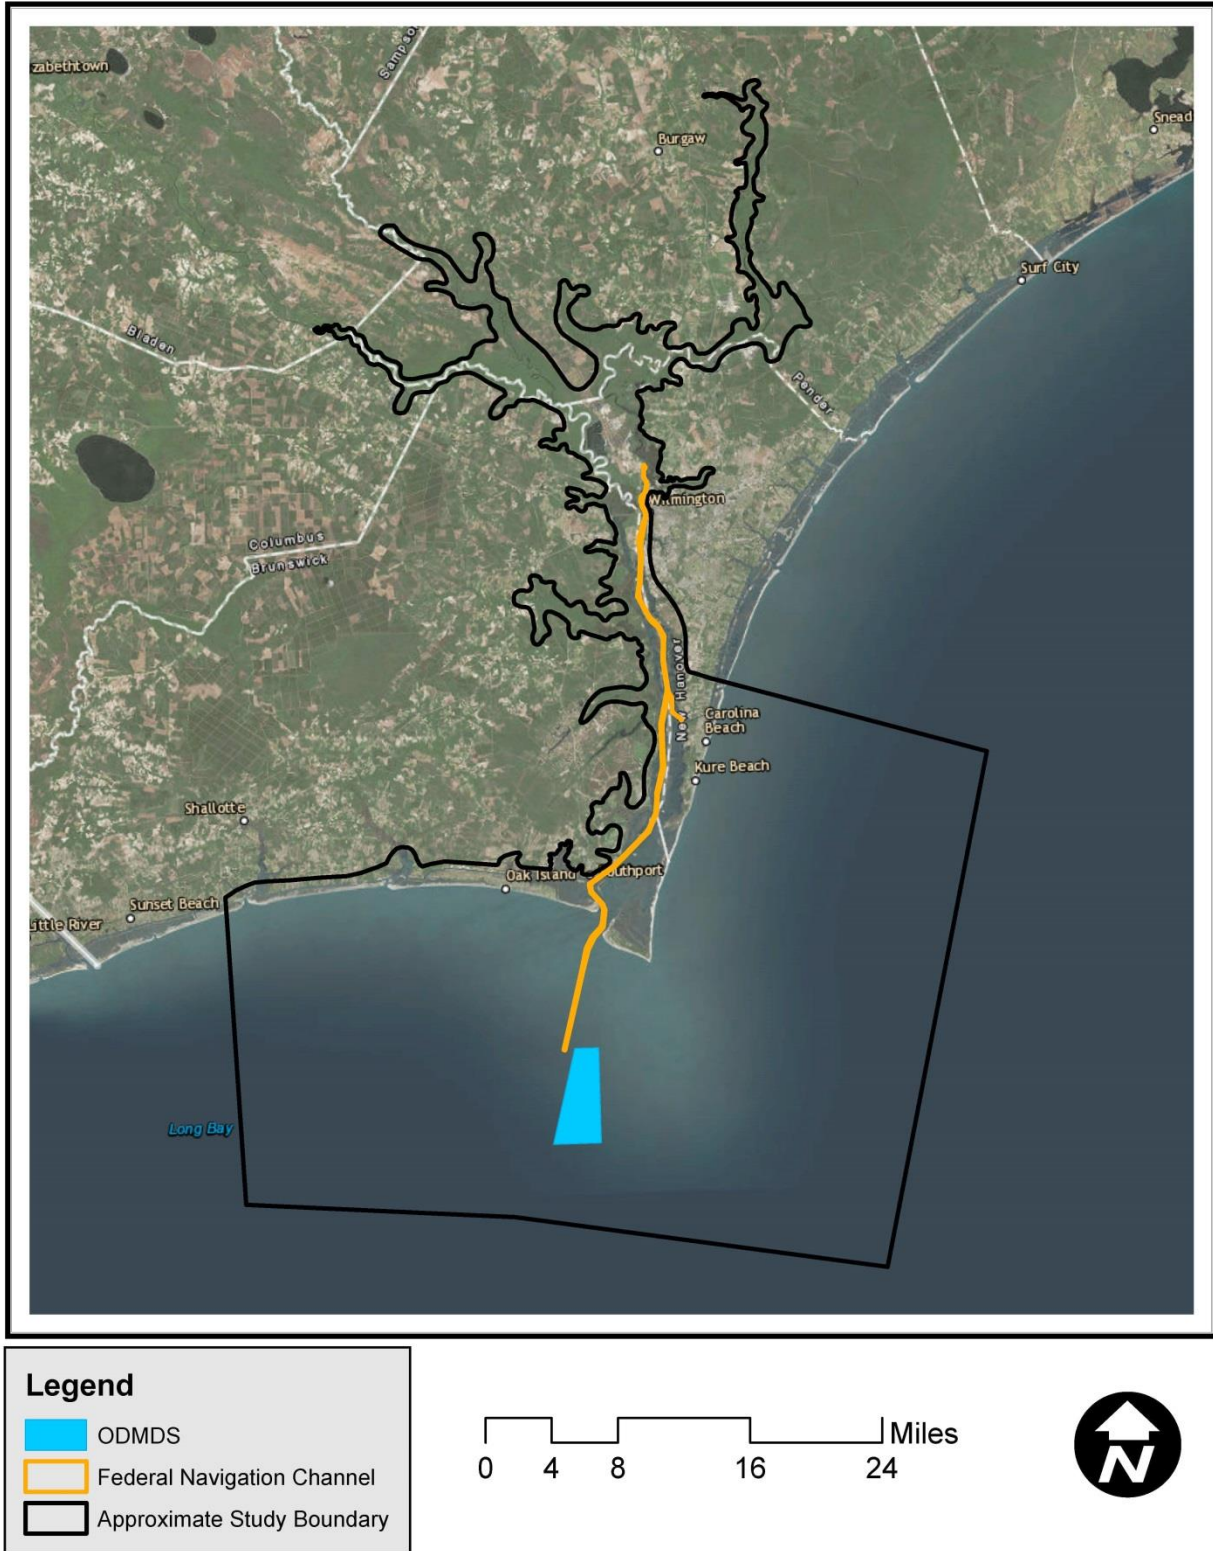 zabethtown
Sampso
Snead
Burgaw
Surf City
Bladen
Pender
Wilmington
Columbus
Brunswick
New Hanover
Carolina
Beach
Kure Beach
Shallotte
Oak Island
outhport
Sunset Beach
Little River
Long Bay
Legend
ODMDS
Federal Navigation Channel
Approximate Study Boundary
Miles
0 4 8 16 24
N